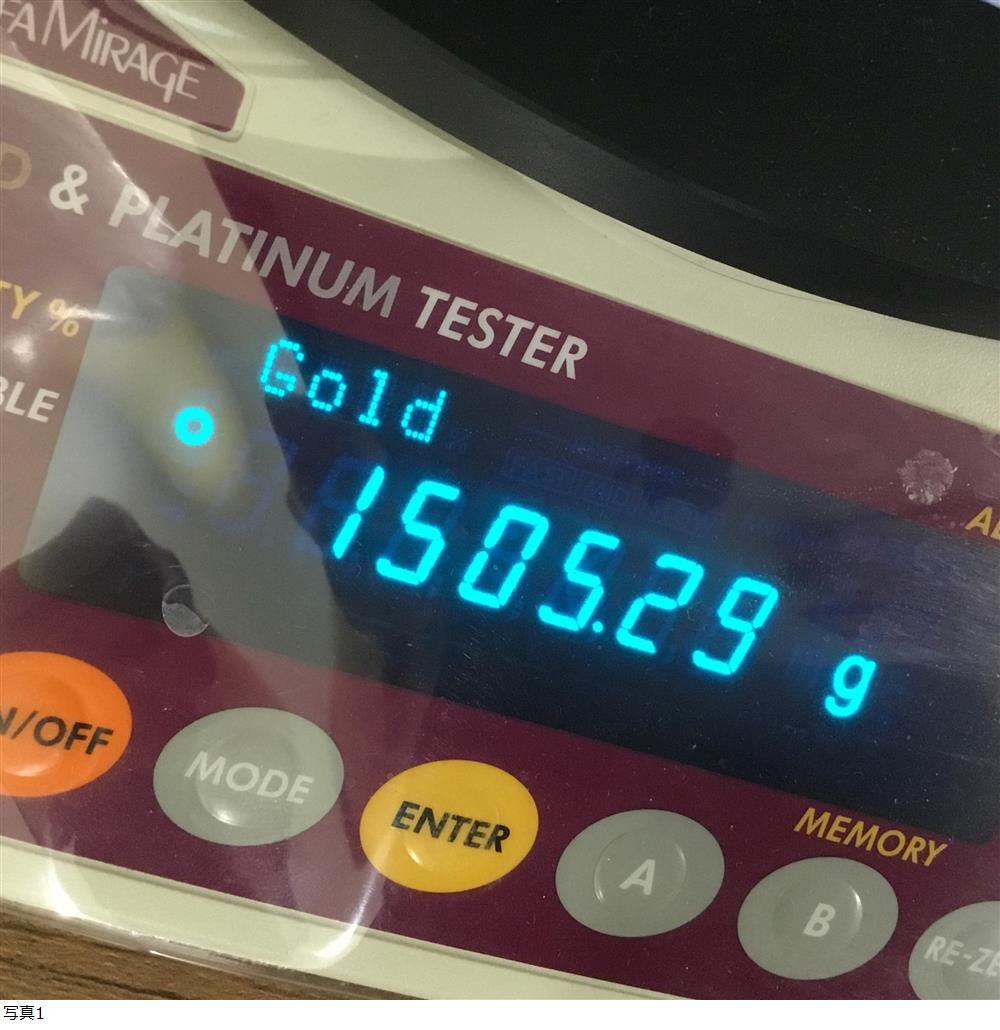 FA MIRAGE
D & PLATINUM TESTER
TY %
BLE
Gold
1505.29 g
N/OFF
MODE
ENTER
A
MEMORY
B
RE-ZE
写真1